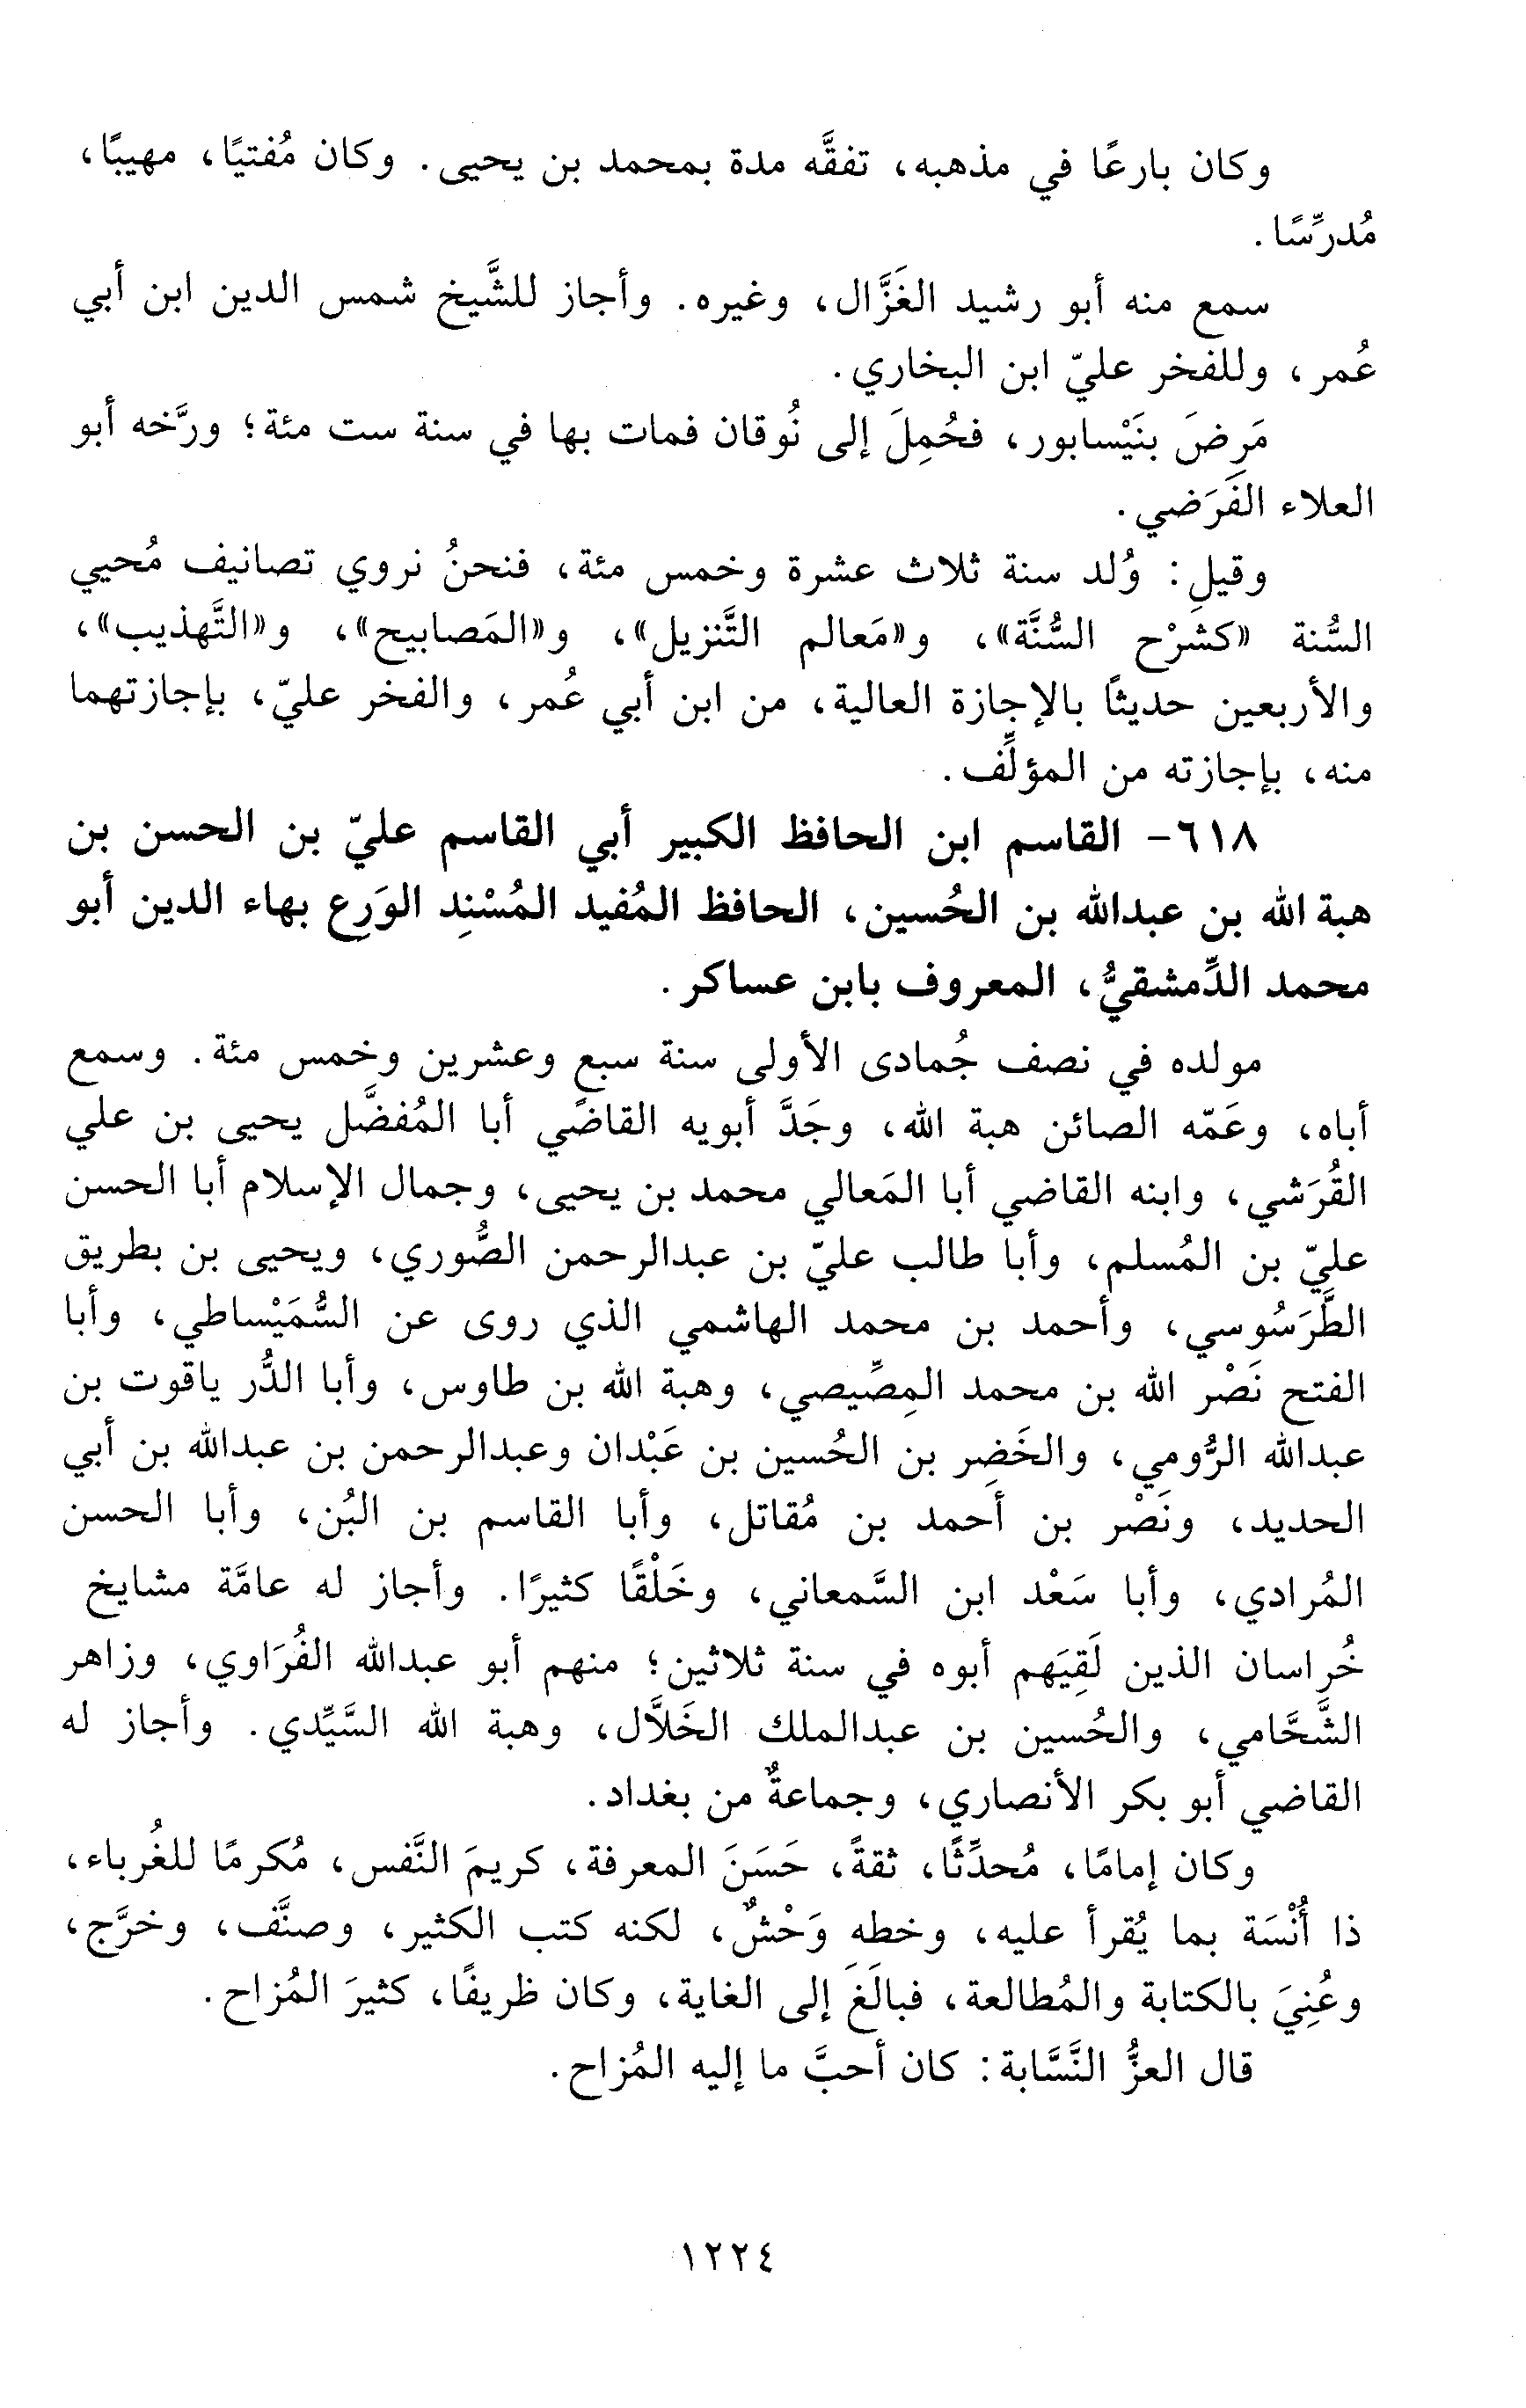 وكان بارعًا في مذهبه، تفقَّه مدة بمحمد بن يحيى. وكان مُفتيًا، مهيبًا،
مُدرِّسًا.
سمع منه أبو رشيد الغَزَّال، وغيره. وأجاز للشَّيخ شمس الدين ابن أبي
عُمر، وللفخر عليّ ابن البخاري.
مَرِضَ بنَيْسابور، فحُمِلَ إلى نُوقان فمات بها في سنة ست مئة؛ ورَّخه أبو
العلاء الفَرَضي.
وقيل: وُلد سنة ثلاث عشرة وخمس مئة، فنحنُ نروي تصانيف مُحيي
السُّنة «كشَرْح السُّنَّة»، و«مَعالم التَّنزيل»، و«المَصابيح»، و«التَّهذيب»،
والأربعين حديثًا بالإجازة العالية، من ابن أبي عُمر، والفخر عليّ، بإجازتهما
منه، بإجازته من المؤلِّف.
٦١٨- القاسم ابن الحافظ الكبير أبي القاسم عليّ بن الحسن بن
هبة الله بن عبدالله بن الحُسين، الحافظ المُفيد المُسْنِد الوَرِع بهاء الدين أبو
محمد الدِّمشقيُّ، المعروف بابن عساكر.
مولده في نصف جُمادى الأولى سنة سبع وعشرين وخمس مئة. وسمع
أباه، وعَمّه الصائن هبة الله، وجَدَّ أبويه القاضي أبا المُفضَّل يحيى بن علي
القُرَشي، وابنه القاضي أبا المَعالي محمد بن يحيى، وجمال الإسلام أبا الحسن
عليّ بن المُسلم، وأبا طالب عليّ بن عبدالرحمن الصُّوري، ويحيى بن بطريق
الطَّرَسُوسي، وأحمد بن محمد الهاشمي الذي روى عن السُّمَيْساطي، وأبا
الفتح نَصْر الله بن محمد المِصِّيصي، وهبة الله بن طاوس، وأبا الدُّر ياقوت بن
عبدالله الرُّومي، والخَضِر بن الحُسين بن عَبْدان وعبدالرحمن بن عبدالله بن أبي
الحديد، ونَصْر بن أحمد بن مُقاتل، وأبا القاسم بن البُن، وأبا الحسن
المُرادي، وأبا سَعْد ابن السَّمعاني، وخَلْقًا كثيرًا. وأجاز له عامَّة مشايخ
خُراسان الذين لَقِيَهم أبوه في سنة ثلاثين؛ منهم أبو عبدالله الفُرَاوي، وزاهر
الشَّحَّامي، والحُسين بن عبدالملك الخَلاَّل، وهبة الله السَّيِّدي. وأجاز له
القاضي أبو بكر الأنصاري، وجماعةٌ من بغداد.
وكان إمامًا، مُحدِّثًا، ثقةً، حَسَنَ المعرفة، كريمَ النَّفس، مُكرمًا للغُرباء،
ذا أُنْسَة بما يُقرأ عليه، وخطه وَحْشٌ، لكنه كتب الكثير، وصنَّف، وخرَّج،
وعُنِيَ بالكتابة والمُطالعة، فبالَغَ إلى الغاية، وكان ظريفًا، كثيرَ المُزاح.
قال العزُّ النَّسَّابة: كان أحبَّ ما إليه المُزاح.
١٢٢٤